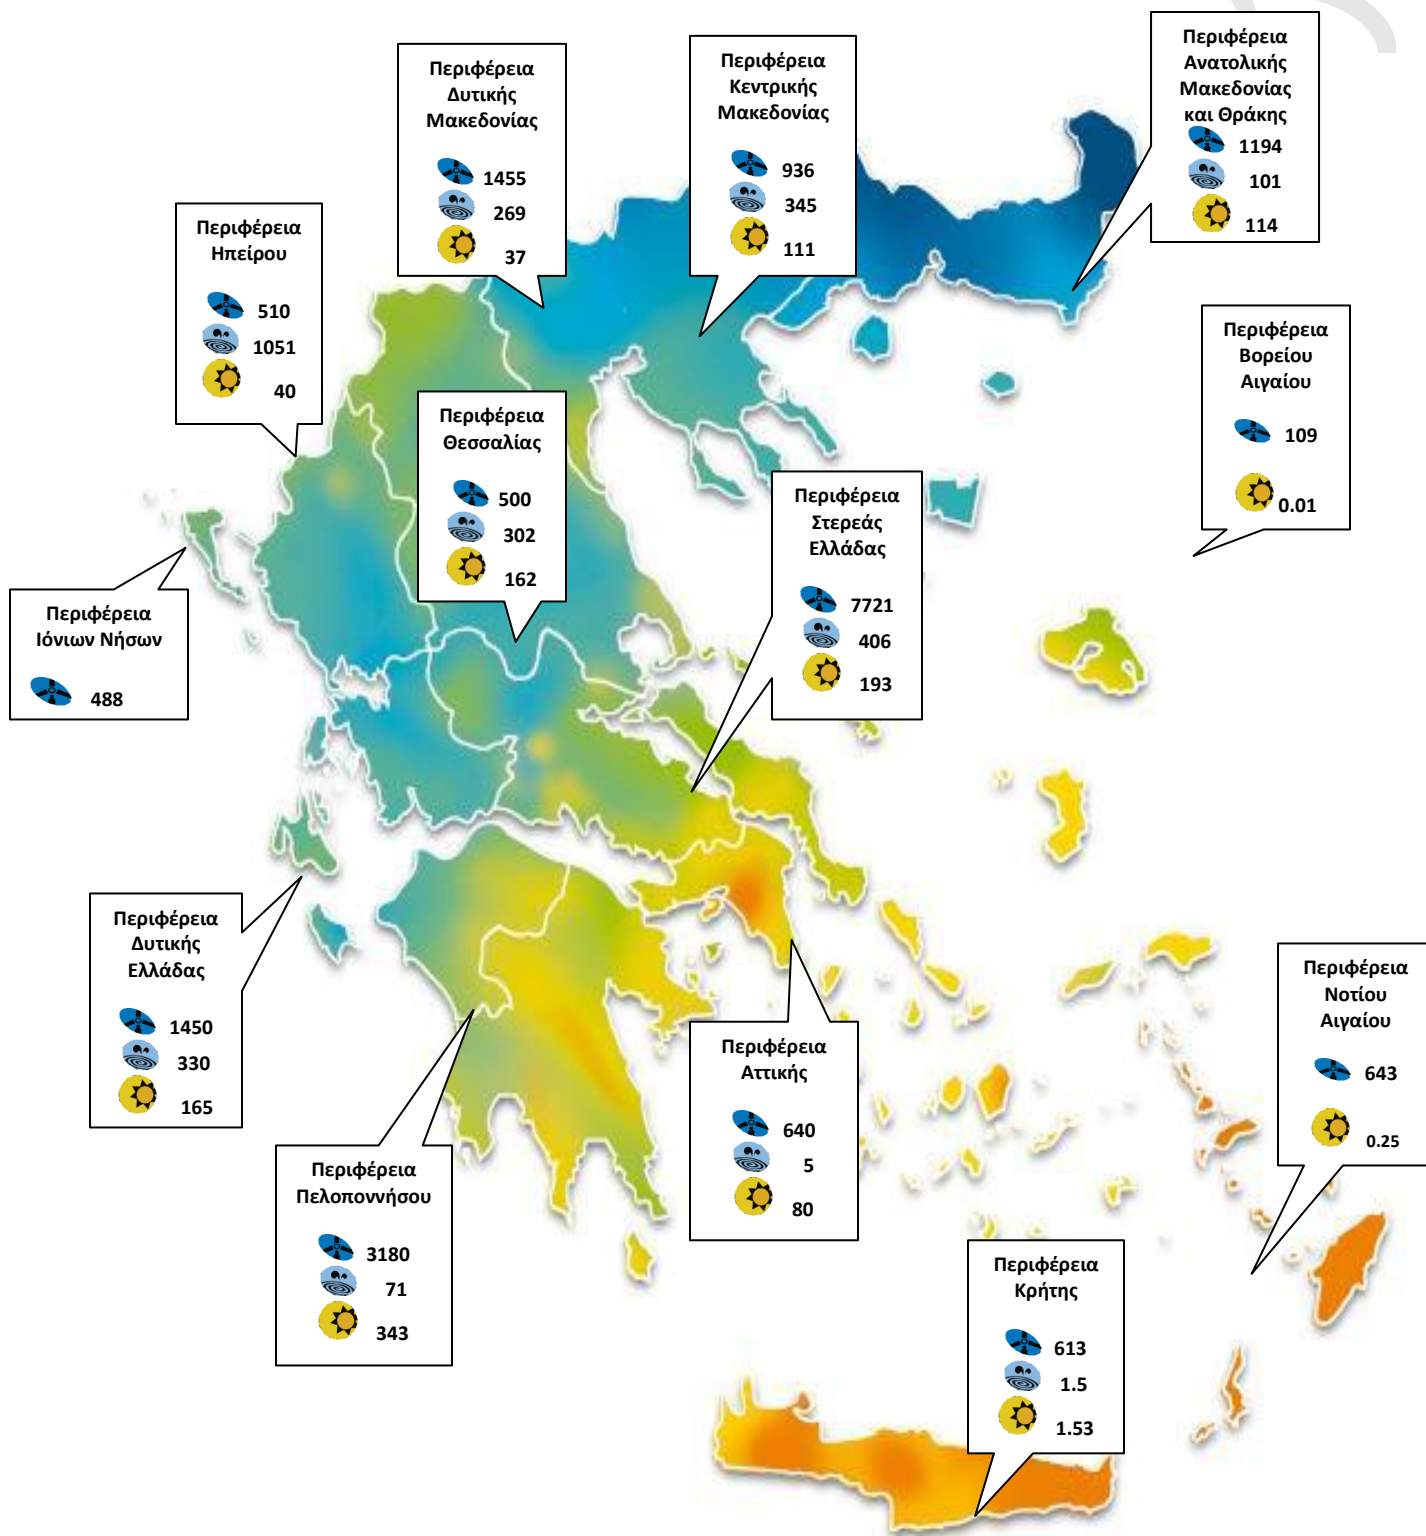 Περιφέρεια
Δυτικής
Μακεδονίας
1455
269
37
Περιφέρεια
Κεντρικής
Μακεδονίας
936
345
111
Περιφέρεια
Ανατολικής
Μακεδονίας
και Θράκης
1194
101
114
Περιφέρεια
Ηπείρου
510
1051
40
Περιφέρεια
Βορείου
Αιγαίου
109
0.01
Περιφέρεια
Θεσσαλίας
500
302
162
Περιφέρεια
Στερεάς
Ελλάδας
7721
406
193
Περιφέρεια
Ιόνιων Νήσων
488
Περιφέρεια
Δυτικής
Ελλάδας
1450
330
165
Περιφέρεια
Νοτίου
Αιγαίου
643
0.25
Περιφέρεια
Αττικής
640
5
80
Περιφέρεια
Πελοποννήσου
3180
71
343
Περιφέρεια
Κρήτης
613
1.5
1.53